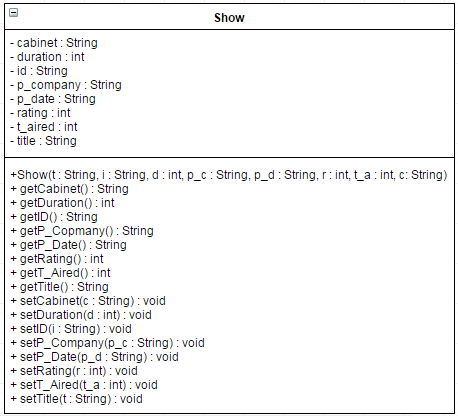 Show
- cabinet : String
- duration : int
- id : String
- p_company : String
- p_date : String
- rating : int
- t_aired : int
- title : String
+Show(t : String, i : String, d : int, p_c : String, p_d : String, r : int, t_a : int, c: String)
+ getCabinet() : String
+ getDuration() : int
+ getID() : String
+ getP_Copmany() : String
+ getP_Date() : String
+ getRating() : int
+ getT_Aired() : int
+ getTitle() : String
+ setCabinet(c : String) : void
+ setDuration(d : int) : void
+ setID(i : String) : void
+ setP_Company(p_c : String) : void
+ setP_Date(p_d : String) : void
+ setRating(r : int) : void
+ setT_Aired(t_a : int) : void
+ setTitle(t : String) : void